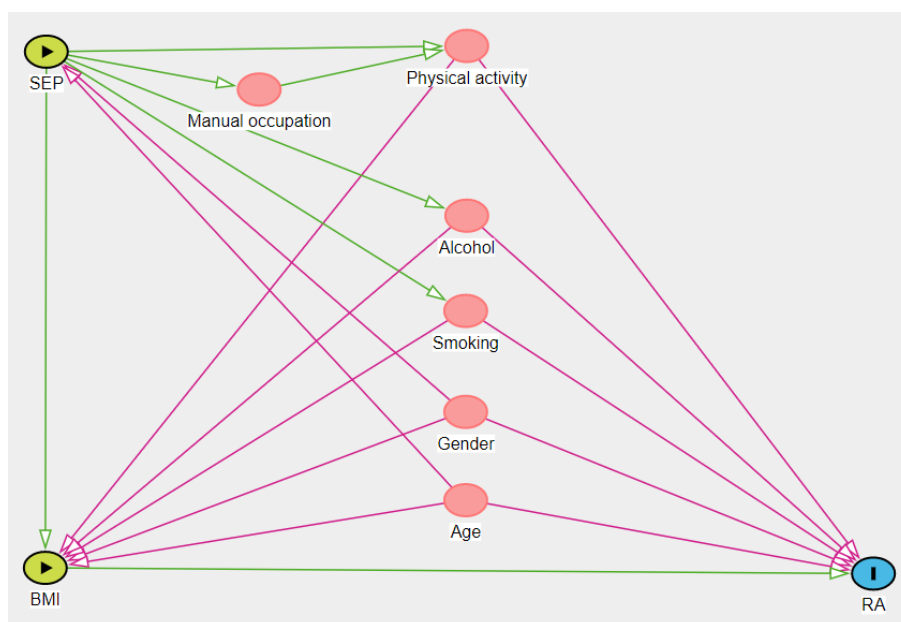 SEP
Physical activity
Manual occupation
Alcohol
Smoking
Gender
Age
BMI
RA